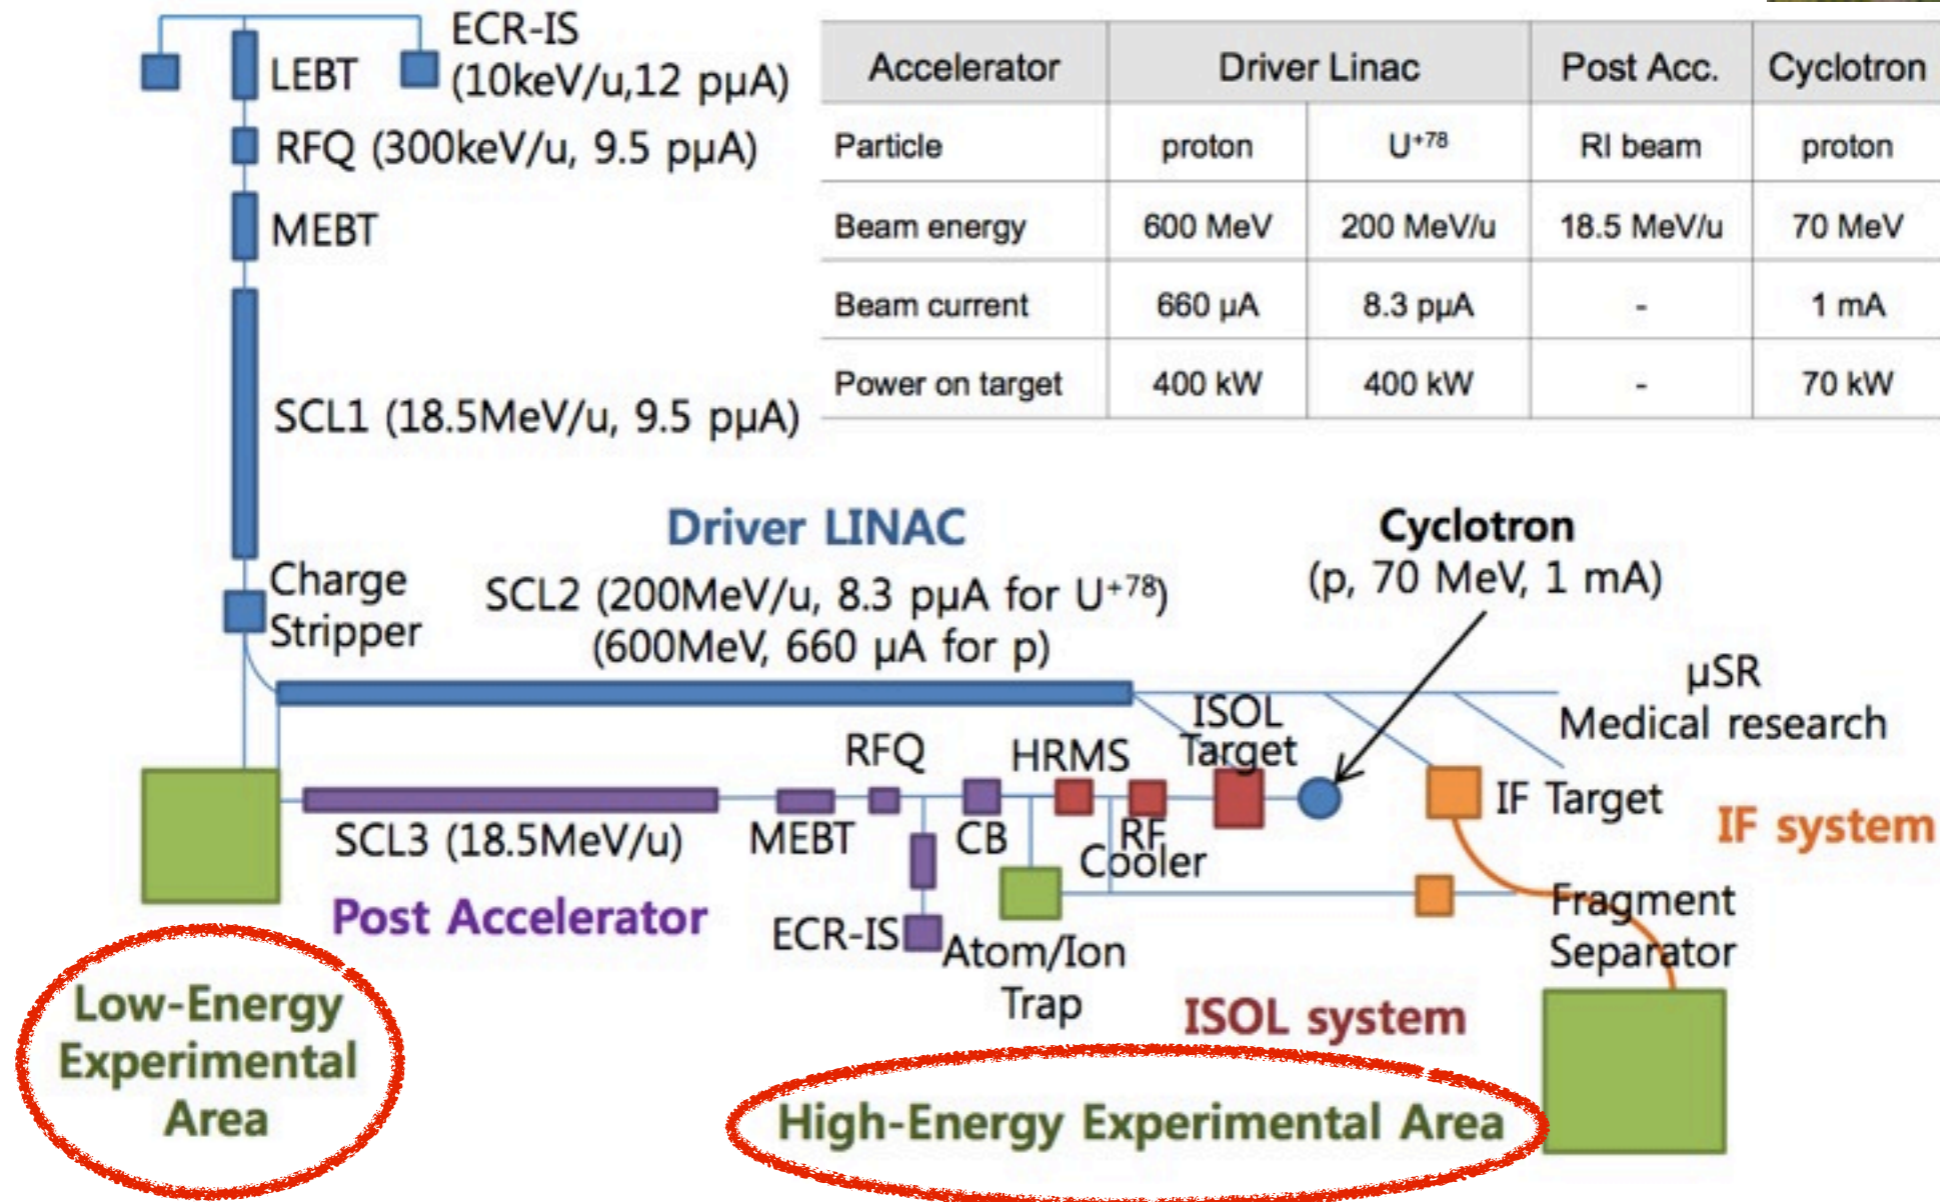 ECR-IS
LEBT (10keV/u,12 pµA)
RFQ (300keV/u, 9.5 pµA)
MEBT
SCL1 (18.5MeV/u, 9.5 pµA)
Charge
Stripper
Accelerator Driver Linac Post Acc. Cyclotron
Particle proton U+78 RI beam proton
Beam energy 600 MeV 200 MeV/u 18.5 MeV/u 70 MeV
Beam current 660 µA 8.3 pµA - 1 mA
Power on target 400 kW 400 kW - 70 kW
Driver LINAC
SCL2 (200MeV/u, 8.3 pµA for U+78)
(600MeV, 660 µA for p)
Cyclotron
(p, 70 MeV, 1 mA)
µSR
Medical research
ISOL
Target
RFQ
HRMS
IF Target
IF system
SCL3 (18.5MeV/u)
MEBT
CB
RF
Cooler
Post Accelerator
ECR-IS
Atom/Ion
Trap
Fragment
Separator
ISOL system
Low-Energy
Experimental
Area
High-Energy Experimental Area